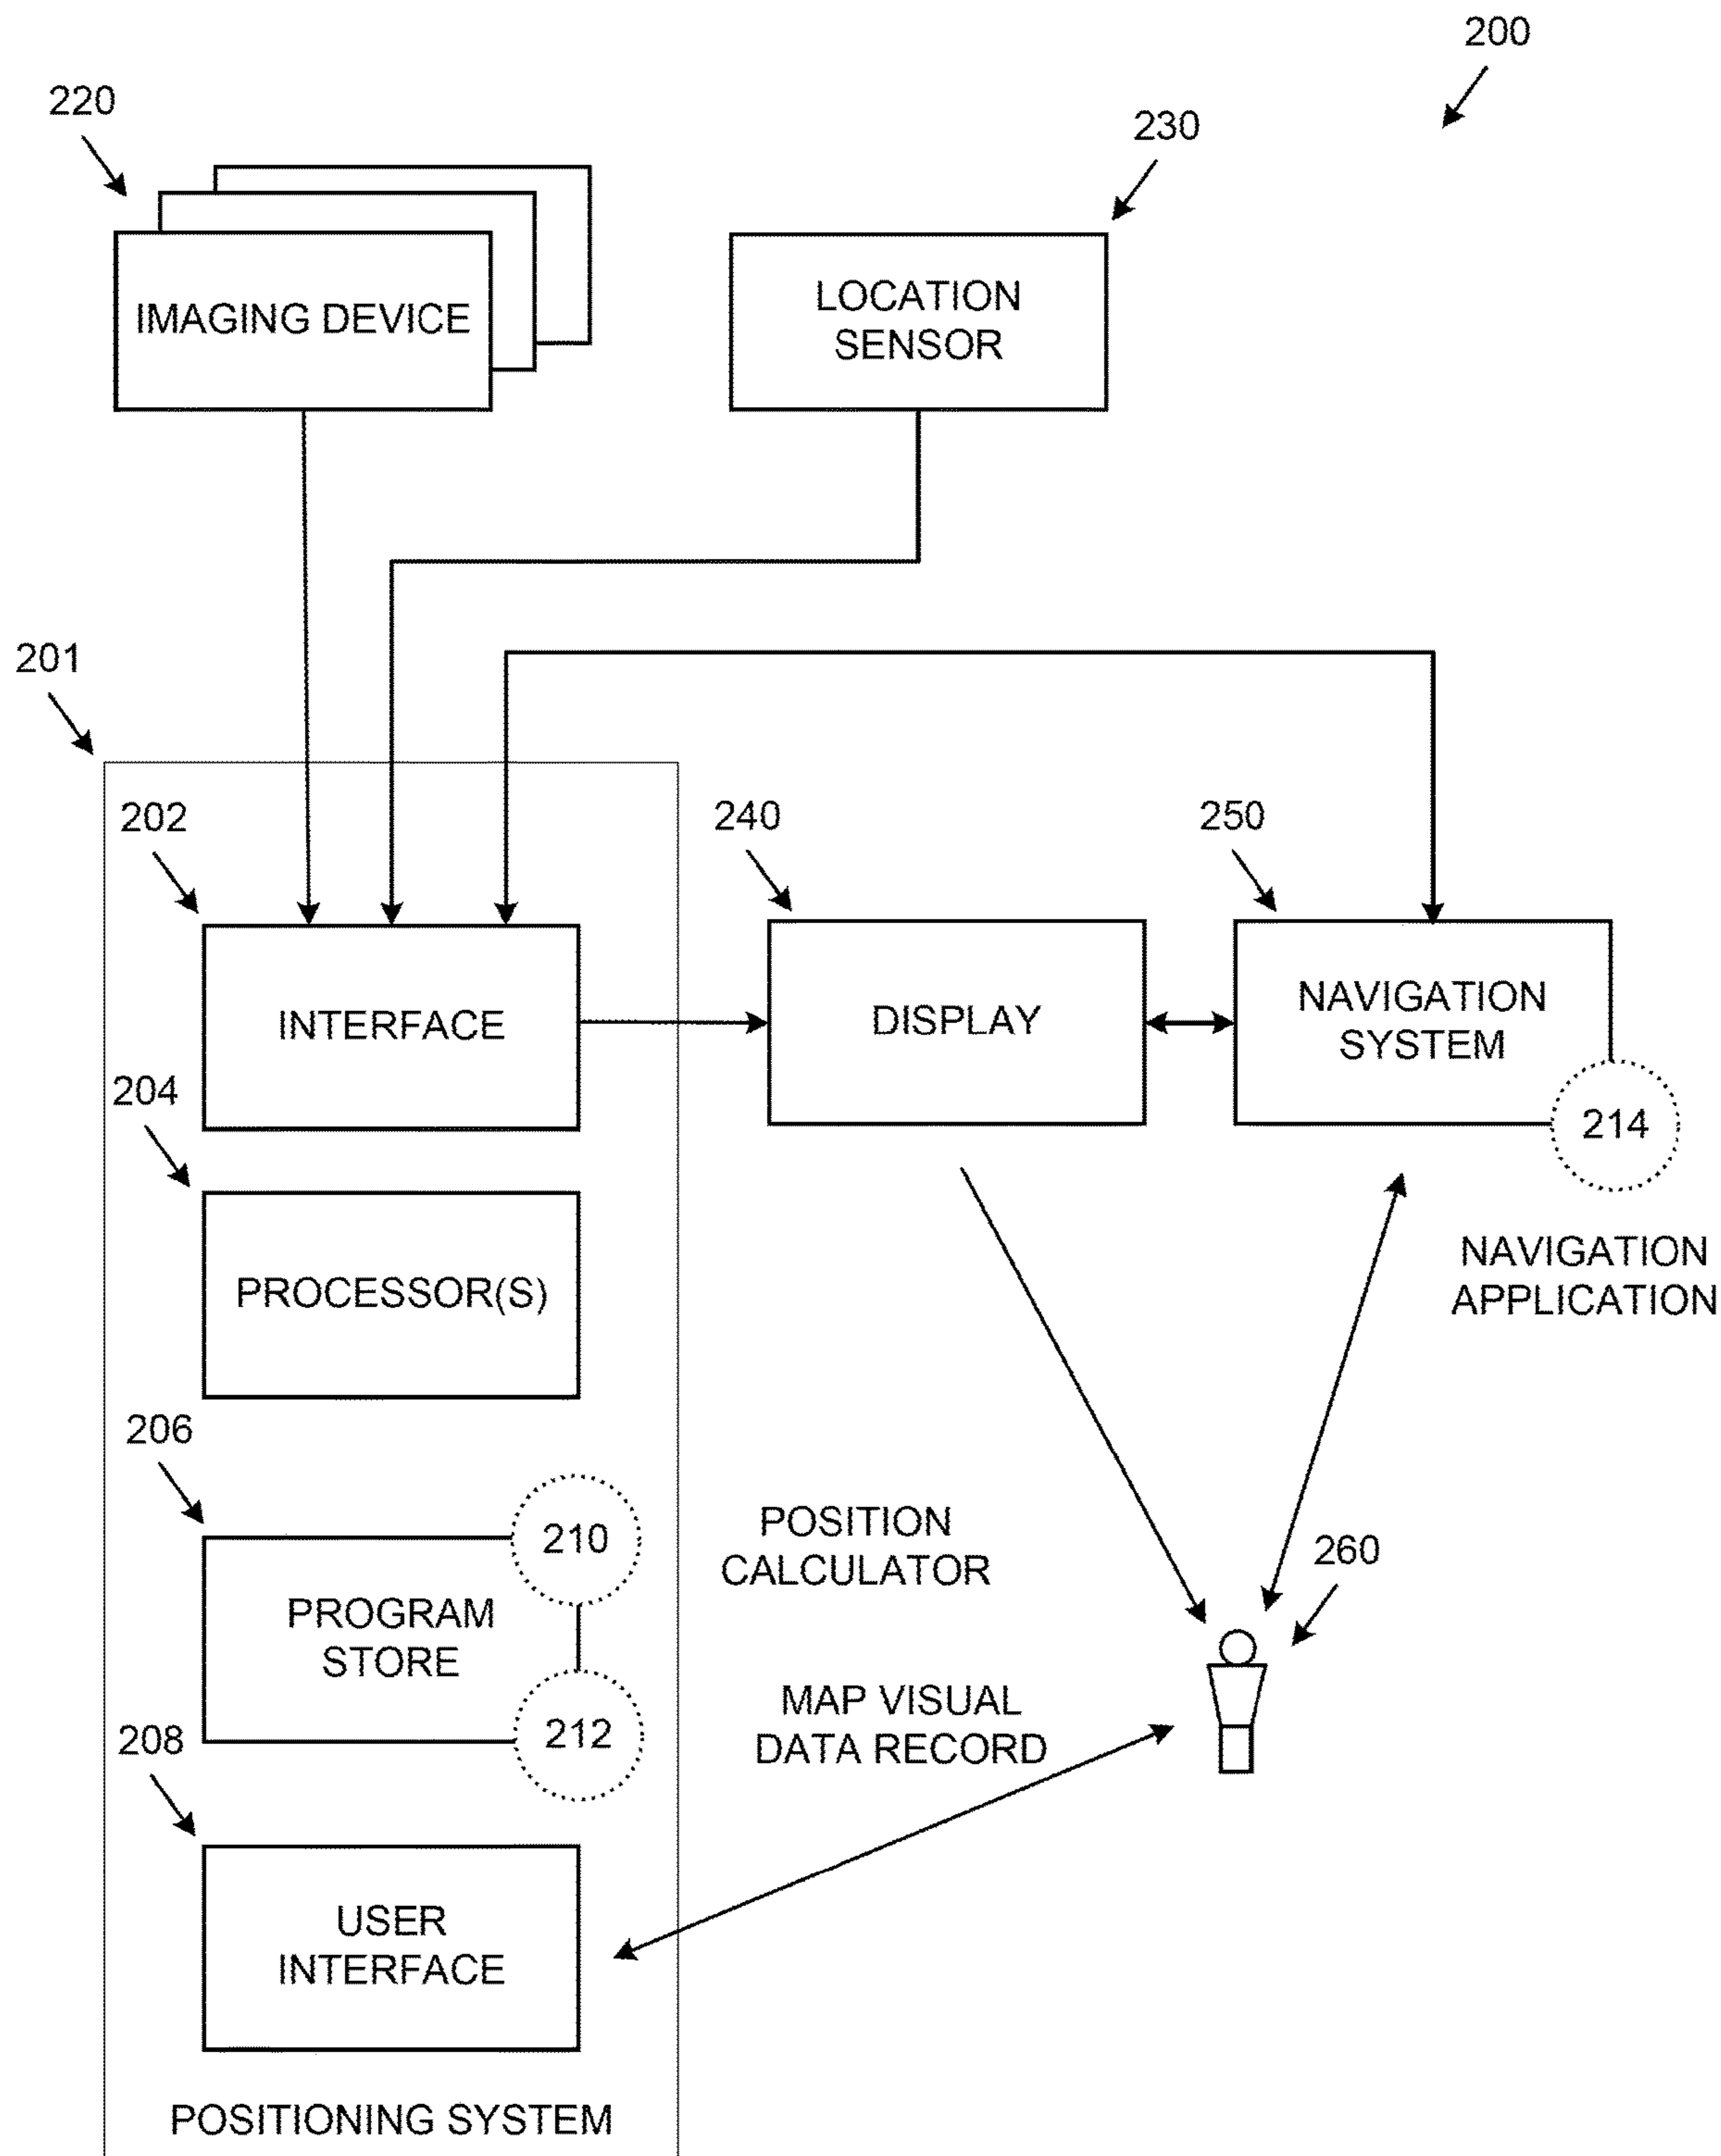 200
220
230
IMAGING DEVICE
LOCATION
SENSOR
201
202
240
250
INTERFACE
DISPLAY
NAVIGATION
SYSTEM
204
214
PROCESSOR(S)
NAVIGATION
APPLICATION
206
210
POSITION
CALCULATOR
260
PROGRAM
STORE
212
MAP VISUAL
DATA RECORD
208
USER
INTERFACE
POSITIONING SYSTEM